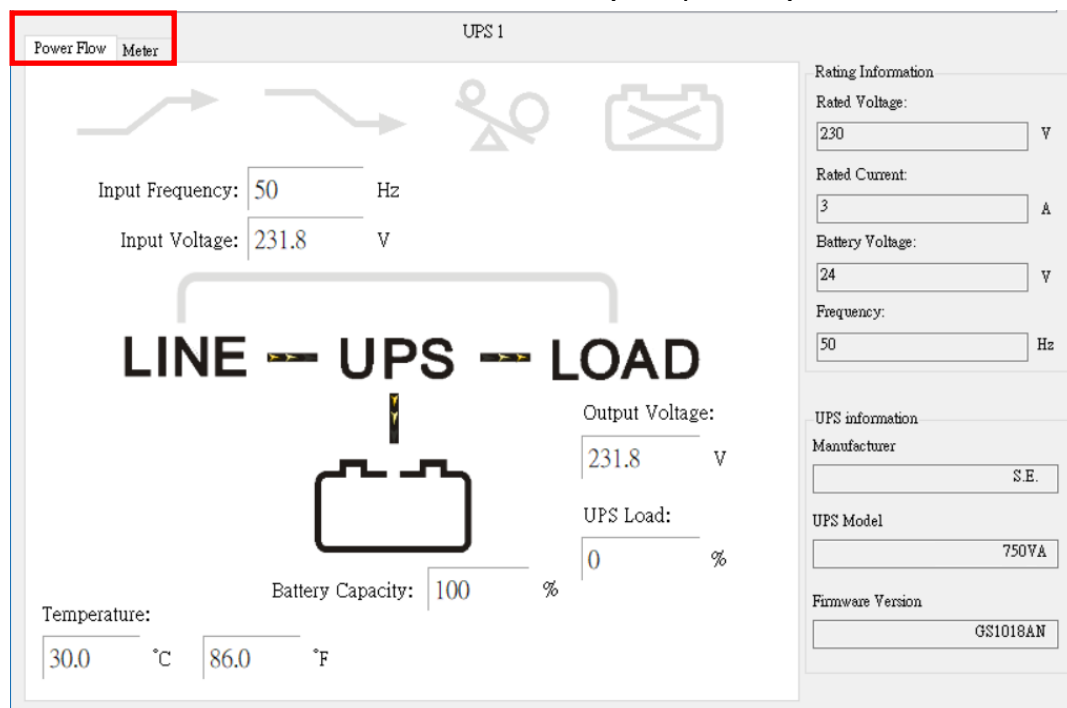 UPS 1
Power Flow Meter
Input Frequency: 50 Hz
Input Voltage: 231.8 V
LINE UPS LOAD
Output Voltage:
231.8 V
UPS Load:
0 %
Battery Capacity: 100 %
Temperature:
30.0 °C 86.0 °F
Rating Information
Rated Voltage:
230 V
Rated Current:
3 A
Battery Voltage:
24 V
Frequency:
50 Hz
UPS information
Manufacturer
S.E.
UPS Model
750VA
Firmware Version
GS1018AN